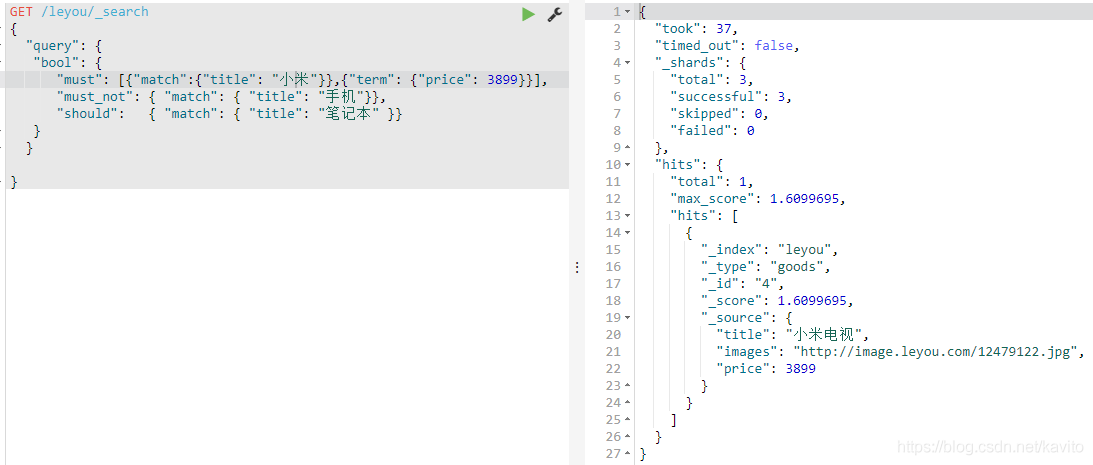 GET /leyou/_search
{
  "query": {
   "bool": {
      "must": [{"match":{"title": "小米"}},{"term": {"price": 3899}}],
      "must_not": { "match": { "title": "手机"}},
      "should":   { "match": { "title": "笔记本" }}
   }
  }
}
1 {
2   "took": 37,
3   "timed_out": false,
4   "_shards": {
5     "total": 3,
6     "successful": 3,
7     "skipped": 0,
8     "failed": 0
9   },
10   "hits": {
11     "total": 1,
12     "max_score": 1.6099695,
13     "hits": [
14       {
15         "_index": "leyou",
16         "_type": "goods",
17         "_id": "4",
18         "_score": 1.6099695,
19         "_source": {
20           "title": "小米电视",
21           "images": "http://image.leyou.com/12479122.jpg",
22           "price": 3899
23         }
24       }
25     ]
26   }
27 }
https://blog.csdn.net/kavito